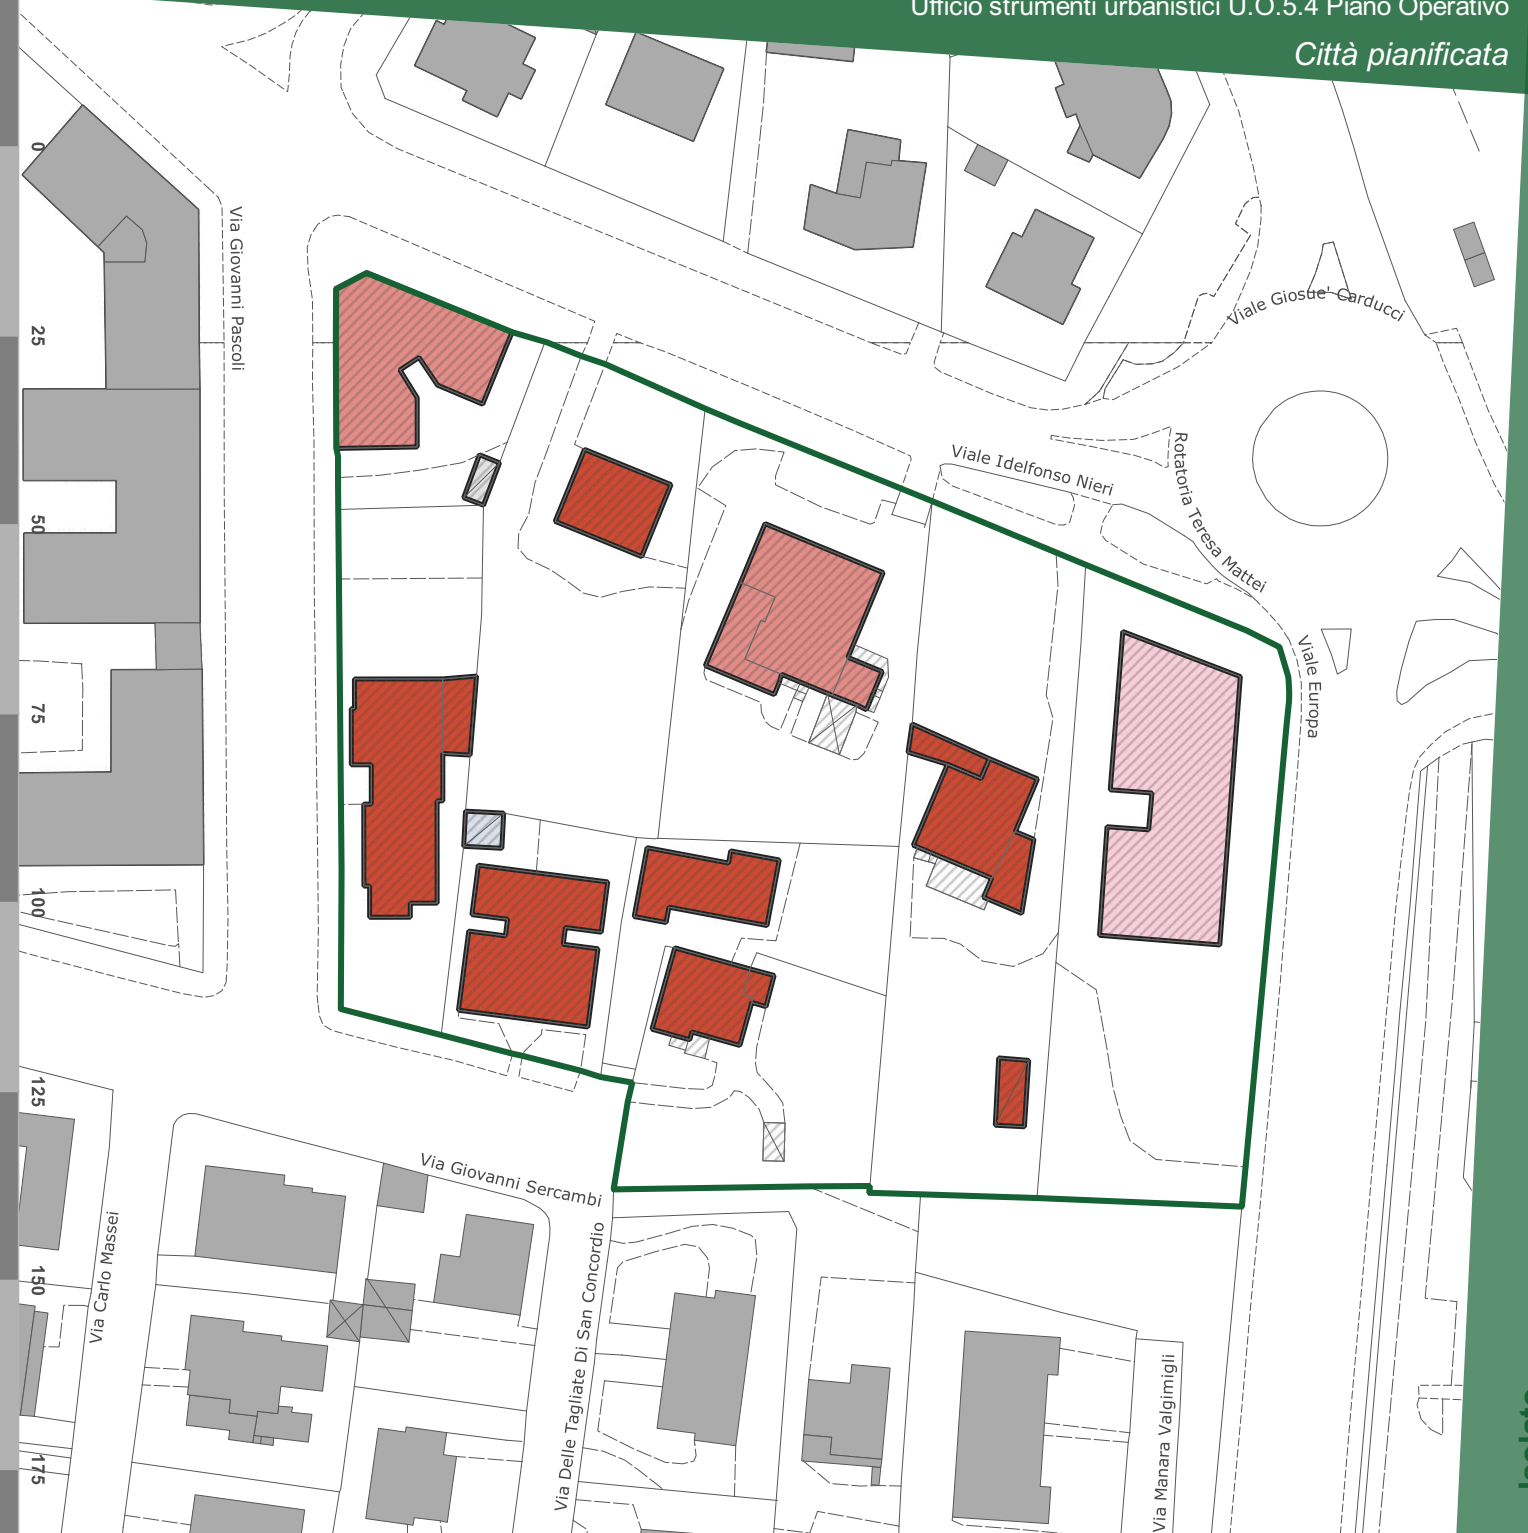 Ufficio strumenti urbanistici U.O.5.4 Piano Operativo
Città pianificata
0
25
50
75
100
125
150
175
Via Giovanni Pascoli
Viale Giosue' Carducci
Viale Idelfonso Nieri
Rotatoria Teresa Mattei
Viale Europa
Via Giovanni Sercambi
Via Carlo Massei
Via Delle Tagliate Di San Concordio
Via Manara Valgimigli